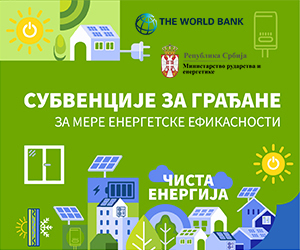 THE WORLD BANK
Република Србија
Министарство рударства и
енергетике
СУБВЕНЦИЈЕ ЗА ГРАЂАНЕ
ЗА МЕРЕ ЕНЕРГЕТСКЕ ЕФИКАСНОСТИ
ЧИСТА
ЕНЕРГИЈА